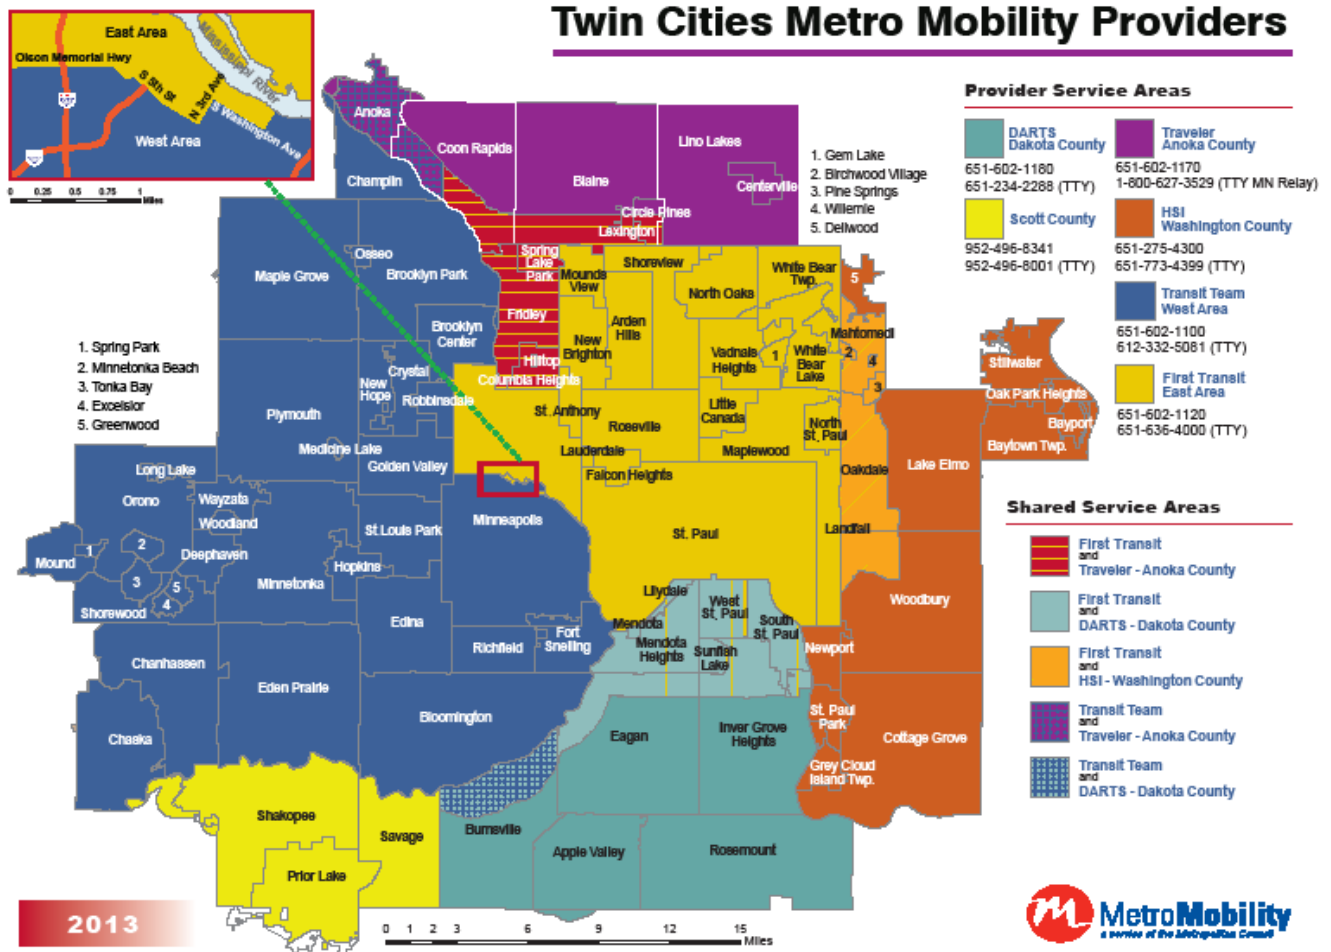 Twin Cities Metro Mobility Providers
East Area
Mississippi River
Olson Memorial Hwy
S 5th St
N 3rd Ave
S Washington Ave
West Area
0 0.25 0.5 0.75 1
Miles
Provider Service Areas
DARTS
Dakota County
651-602-1180
651-234-2288 (TTY)
Traveler
Anoka County
651-602-1170
1-800-627-3529 (TTY MN Relay)
Scott County
952-496-8341
952-496-8001 (TTY)
HSI
Washington County
651-275-4300
651-773-4399 (TTY)
Transit Team
West Area
651-602-1100
612-332-5081 (TTY)
First Transit
East Area
651-602-1120
651-636-4000 (TTY)
Shared Service Areas
First Transit
and
Traveler - Anoka County
First Transit
and
DARTS - Dakota County
First Transit
and
HSI - Washington County
Transit Team
and
Traveler - Anoka County
Transit Team
and
DARTS - Dakota County
1. Gem Lake
2. Birchwood Village
3. Pine Springs
4. Willernie
5. Dellwood
1. Spring Park
2. Minnetonka Beach
3. Tonka Bay
4. Excelsior
5. Greenwood
Anoka
Coon Rapids
Lino Lakes
Champlin
Blaine
Centerville
Circle Pines
Lexington
Osseo
Maple Grove
Brooklyn Park
Spring
Lake
Park
Mounds
View
Shoreview
White Bear
Twp.
5
North Oaks
Fridley
Brooklyn
Center
Arden
Hills
Mahtomedi
New
Brighton
Vadnais
Heights
1
White
Bear
Lake
2
4
3
Hilltop
Columbia Heights
Crystal
New
Hope
Robbinsdale
Stillwater
Oak Park Heights
Bayport
Baytown Twp.
Plymouth
St. Anthony
Roseville
Little
Canada
North
St. Paul
Medicine Lake
Golden Valley
Lauderdale
Maplewood
Falcon Heights
Oakdale
Lake Elmo
Long Lake
Orono
Wayzata
Woodland
St. Louis Park
Minneapolis
St. Paul
Landfall
Mound
1
2
Deephaven
Hopkins
Minnetonka
3
5
4
Shorewood
Lilydale
West
St. Paul
Woodbury
Edina
Mendota
South
St. Paul
Richfield
Fort
Snelling
Mendota
Heights
Sunfish
Lake
Newport
Chanhassen
Eden Prairie
Bloomington
St. Paul
Park
Chaska
Eagan
Inver Grove
Heights
Cottage Grove
Grey Cloud
Island Twp.
Shakopee
Savage
Burnsville
Apple Valley
Rosemount
Prior Lake
2013
0 1 2 3 6 9 12 15
Miles
MetroMobility
a service of the Metropolitan Council